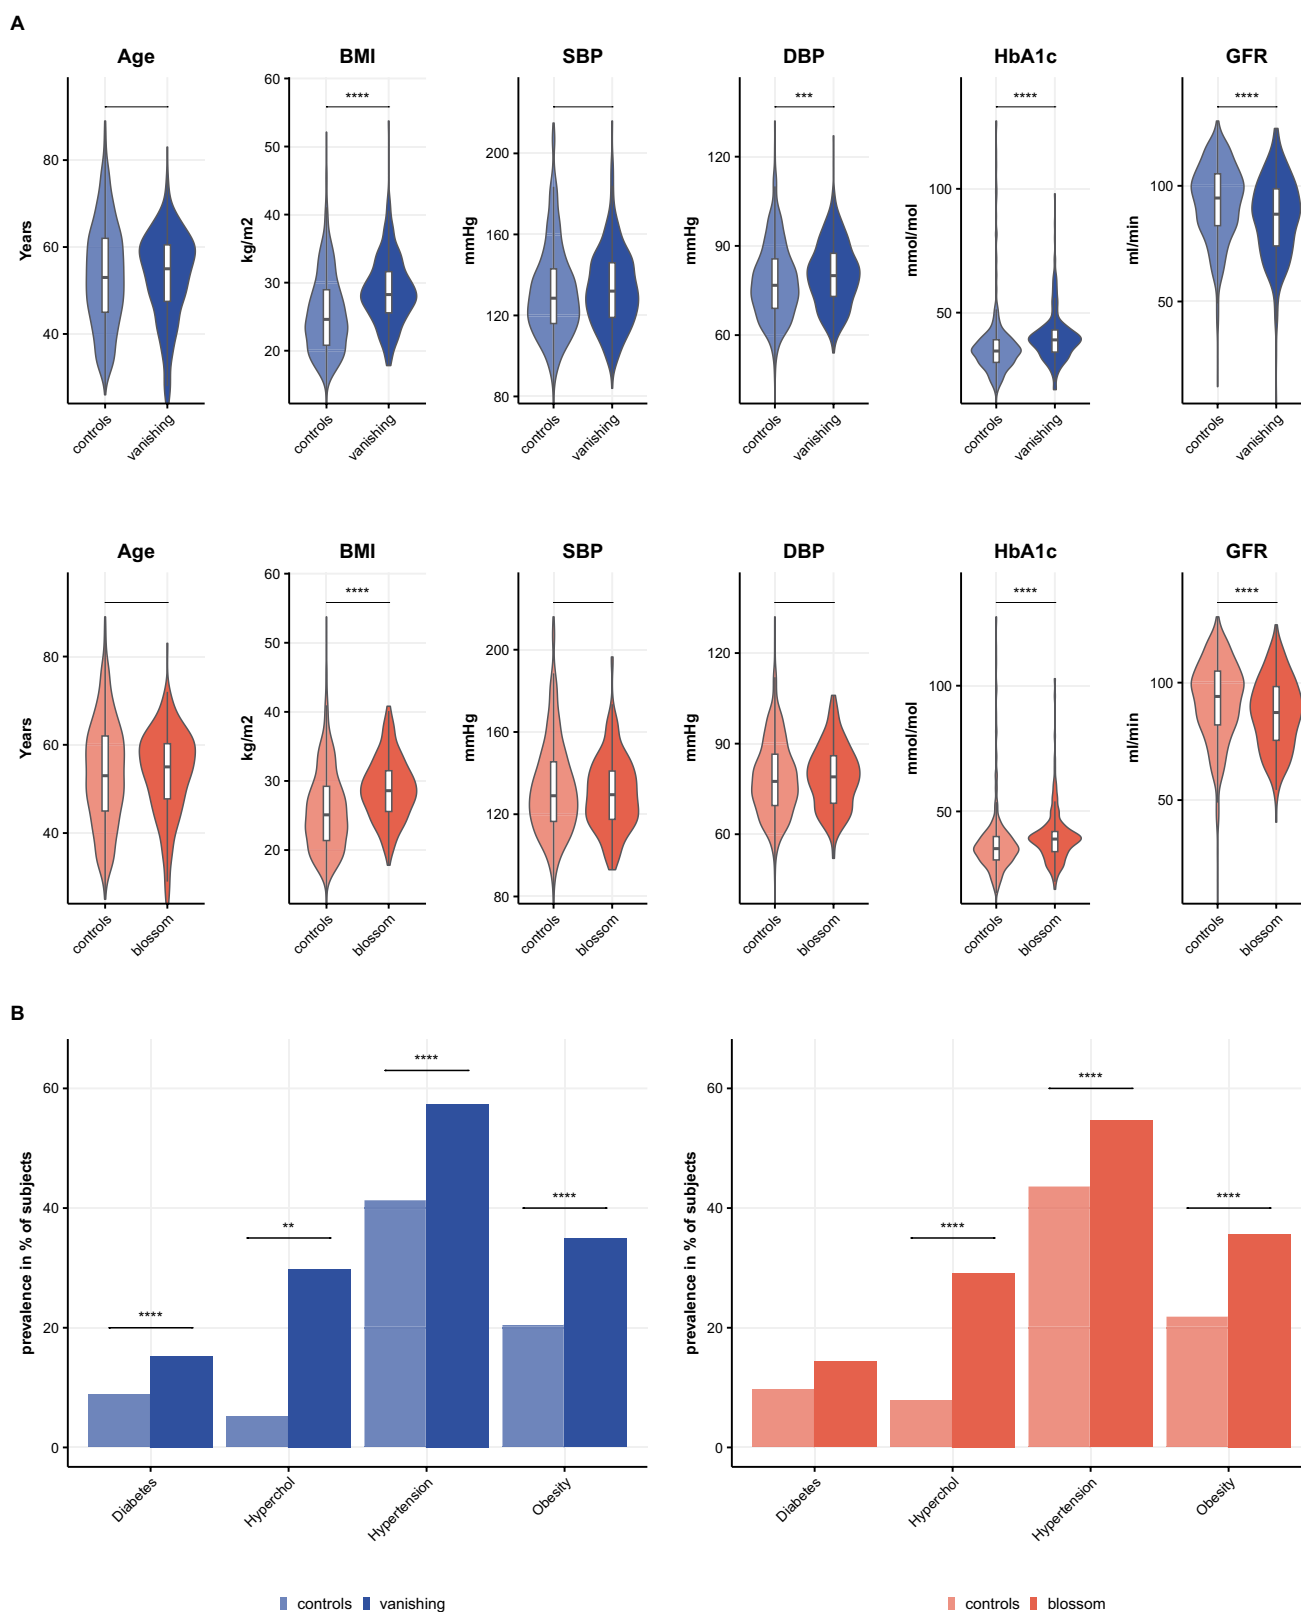 A
Age BMI SBP DBP HbA1c GFR
**** *** **** ****
Years
80
60
40
controls
vanishing
kg/m2
60
50
40
30
20
controls
vanishing
mmHg
200
160
120
80
controls
vanishing
mmHg
120
90
60
controls
vanishing
mmol/mol
100
50
controls
vanishing
ml/min
100
50
controls
vanishing
Age BMI SBP DBP HbA1c GFR
**** **** ****
Years
80
60
40
controls
blossom
kg/m2
60
50
40
30
20
controls
blossom
mmHg
200
160
120
80
controls
blossom
mmHg
120
90
60
controls
blossom
mmol/mol
100
50
controls
blossom
ml/min
100
50
controls
blossom
B
prevalence in % of subjects
60
40
20
0
****
**
****
****
Diabetes
Hyperchol
Hypertension
Obesity
controls vanishing
prevalence in % of subjects
60
40
20
0
****
****
****
Diabetes
Hyperchol
Hypertension
Obesity
controls blossom